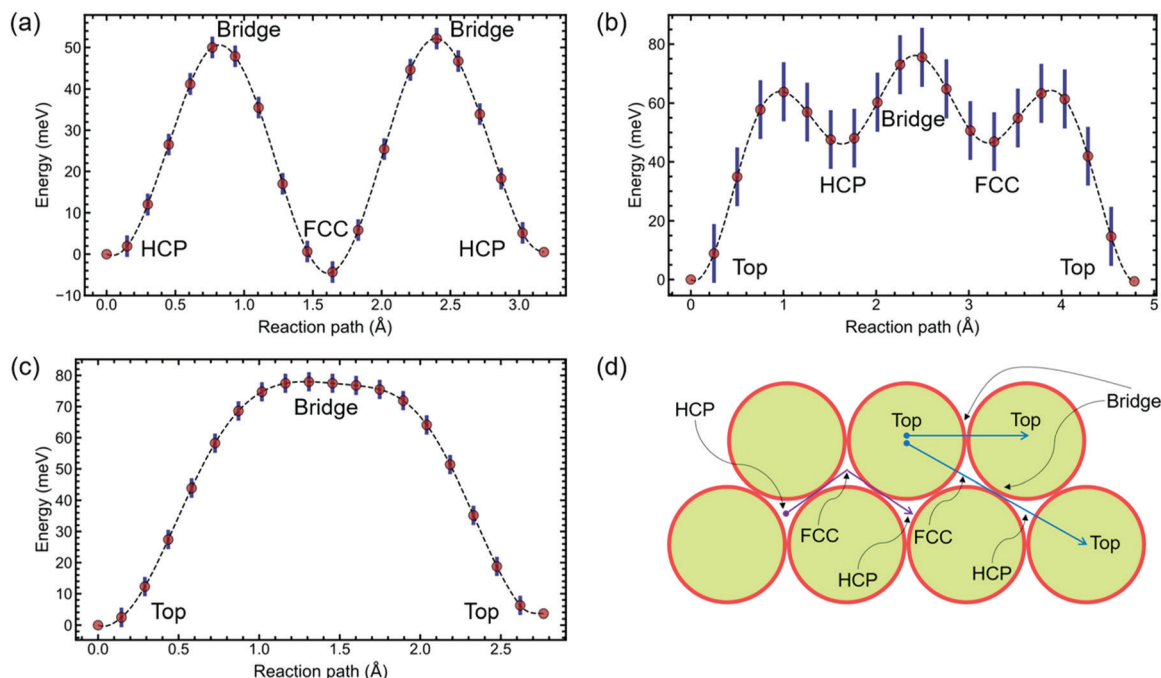 (a)
Bridge
Bridge
50
40
30
20
10
0
−10
Energy (meV)
HCP
FCC
HCP
0.0
0.5
1.0
1.5
2.0
2.5
3.0
Reaction path (Å)
(b)
80
60
40
20
0
Energy (meV)
Bridge
HCP
FCC
Top
Top
0
1
2
3
4
5
Reaction path (Å)
(c)
80
70
60
50
40
30
20
10
0
Energy (meV)
Bridge
Top
Top
0.0
0.5
1.0
1.5
2.0
2.5
Reaction path (Å)
(d)
HCP
Top
Top
Bridge
FCC
HCP
FCC
HCP
Top